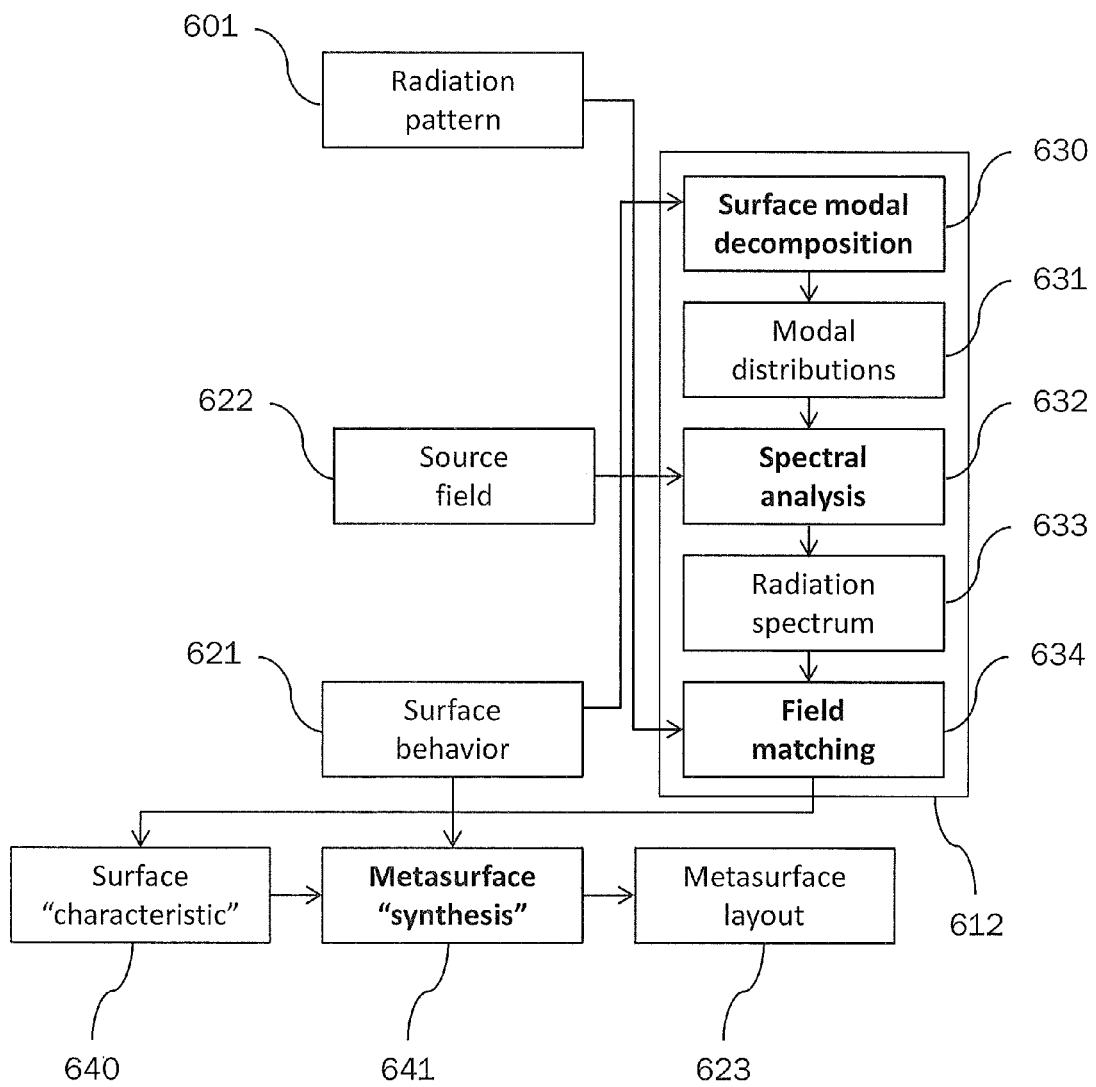 601
Radiation
pattern
630
Surface modal
decomposition
631
Modal
distributions
622
632
Source
field
Spectral
analysis
633
Radiation
spectrum
621
634
Surface
behavior
Field
matching
Surface
“characteristic”
Metasurface
“synthesis”
Metasurface
layout
612
640
641
623